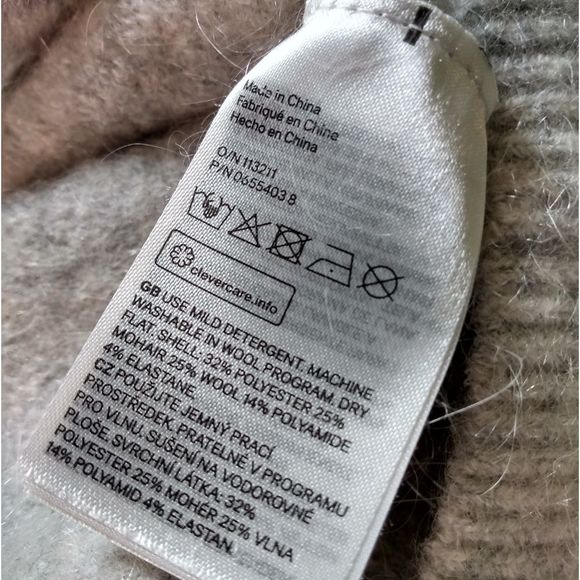 Made in China
Fabriqué en Chine
Hecho en China
O/N 113211
P/N 0655403 8
clevercare.info
GB USE MILD DETERGENT. MACHINE
WASHABLE IN WOOL PROGRAM. DRY
FLAT. SHELL: 32% POLYESTER 25%
MOHAIR 25% WOOL 14% POLYAMIDE
4% ELASTANE.
CZ POUŽIJTE JEMNÝ PRACÍ
PROSTŘEDEK. PRATELNÉ V PROGRAMU
PRO VLNU. SUŠENÍ NA VODOROVNÉ
PLOŠE. SVRCHNÍ LÁTKA: 32%
POLYESTER 25% MOHER 25% VLNA
14% POLYAMID 4% ELASTAN.